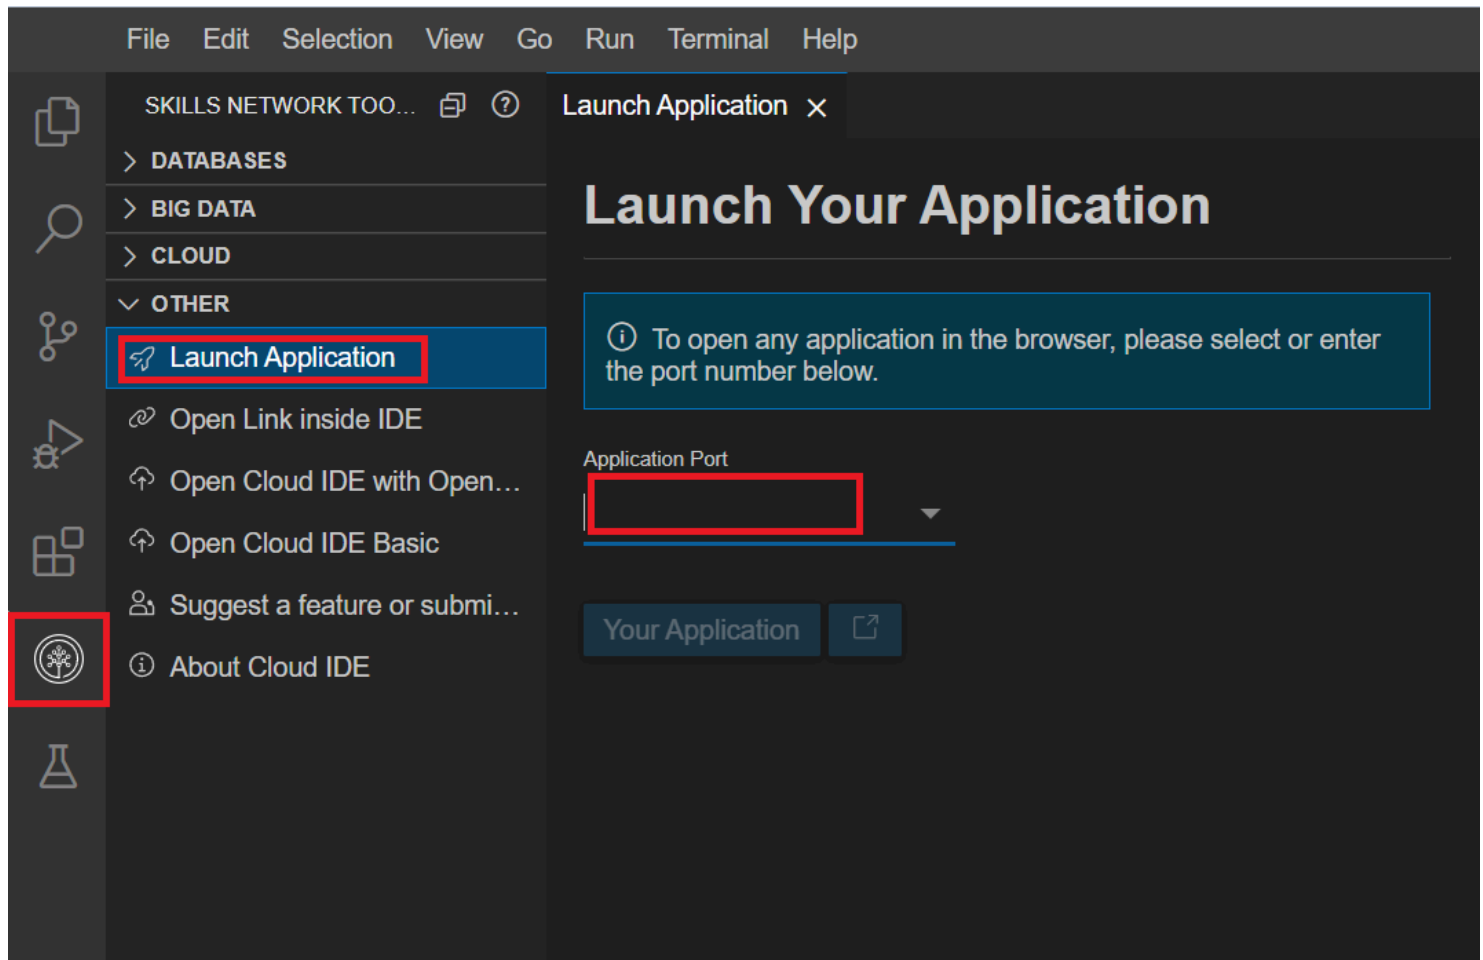 File Edit Selection View Go Run Terminal Help
SKILLS NETWORK TOO...
DATABASES
BIG DATA
CLOUD
OTHER
Launch Application
Open Link inside IDE
Open Cloud IDE with Open...
Open Cloud IDE Basic
Suggest a feature or submi...
About Cloud IDE
Launch Application
Launch Your Application
To open any application in the browser, please select or enter
the port number below.
Application Port
Your Application